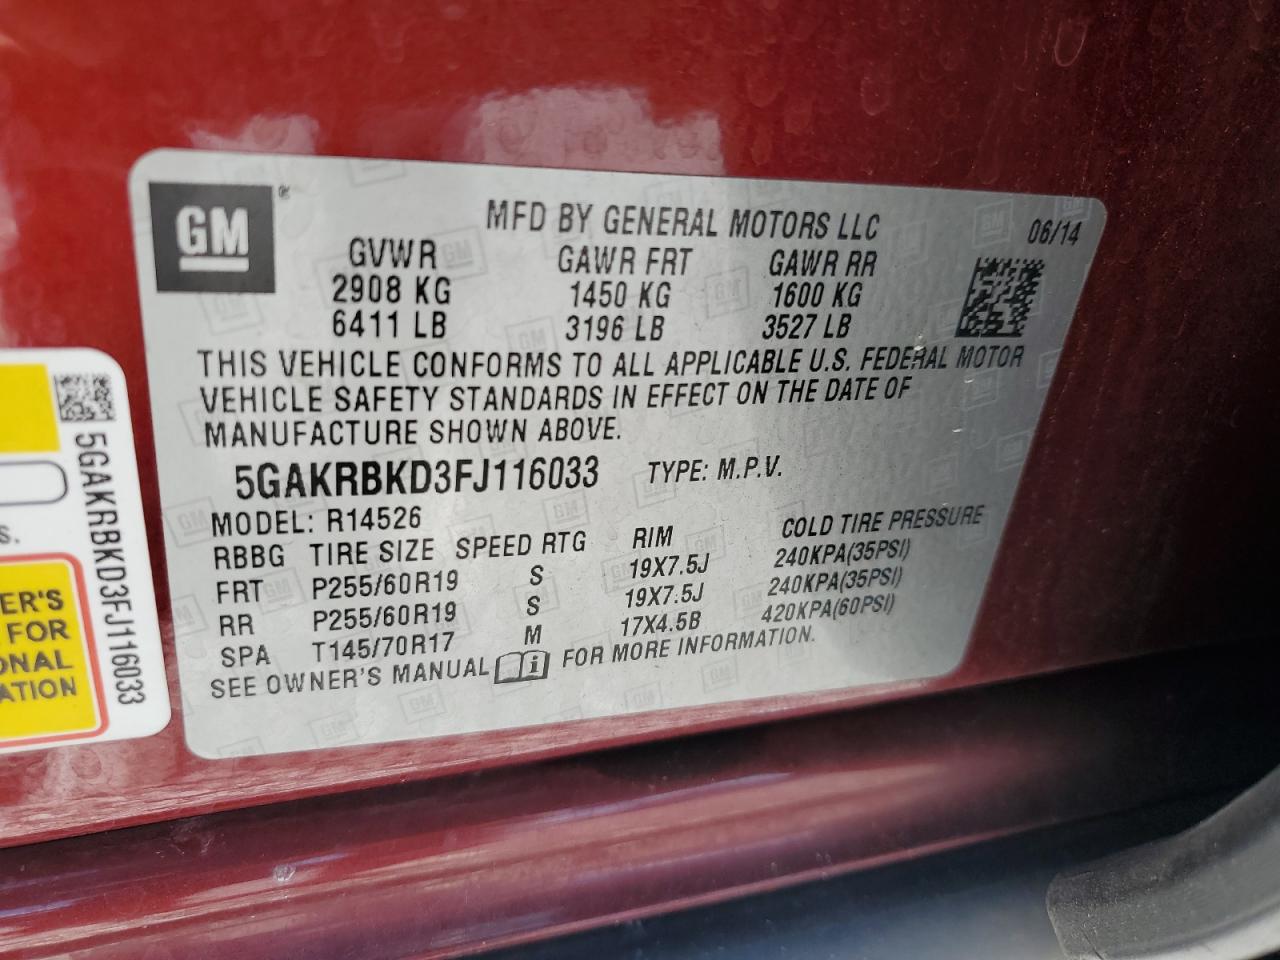 GM ®
MFD BY GENERAL MOTORS LLC
06/14
GVWR GAWR FRT GAWR RR
2908 KG 1450 KG 1600 KG
6411 LB 3196 LB 3527 LB
THIS VEHICLE CONFORMS TO ALL APPLICABLE U.S. FEDERAL MOTOR
VEHICLE SAFETY STANDARDS IN EFFECT ON THE DATE OF
MANUFACTURE SHOWN ABOVE.
5GAKRBKD3FJ116033 TYPE: M.P.V.
MODEL: R14526
RBBG TIRE SIZE SPEED RTG RIM COLD TIRE PRESSURE
FRT P255/60R19 S 19X7.5J 240KPA(35PSI)
RR P255/60R19 S 19X7.5J 240KPA(35PSI)
SPA T145/70R17 M 17X4.5B 420KPA(60PSI)
SEE OWNER'S MANUAL FOR MORE INFORMATION.
5GAKRBKD3FJ116033
S.
ER'S
FOR
ONAL
ATION